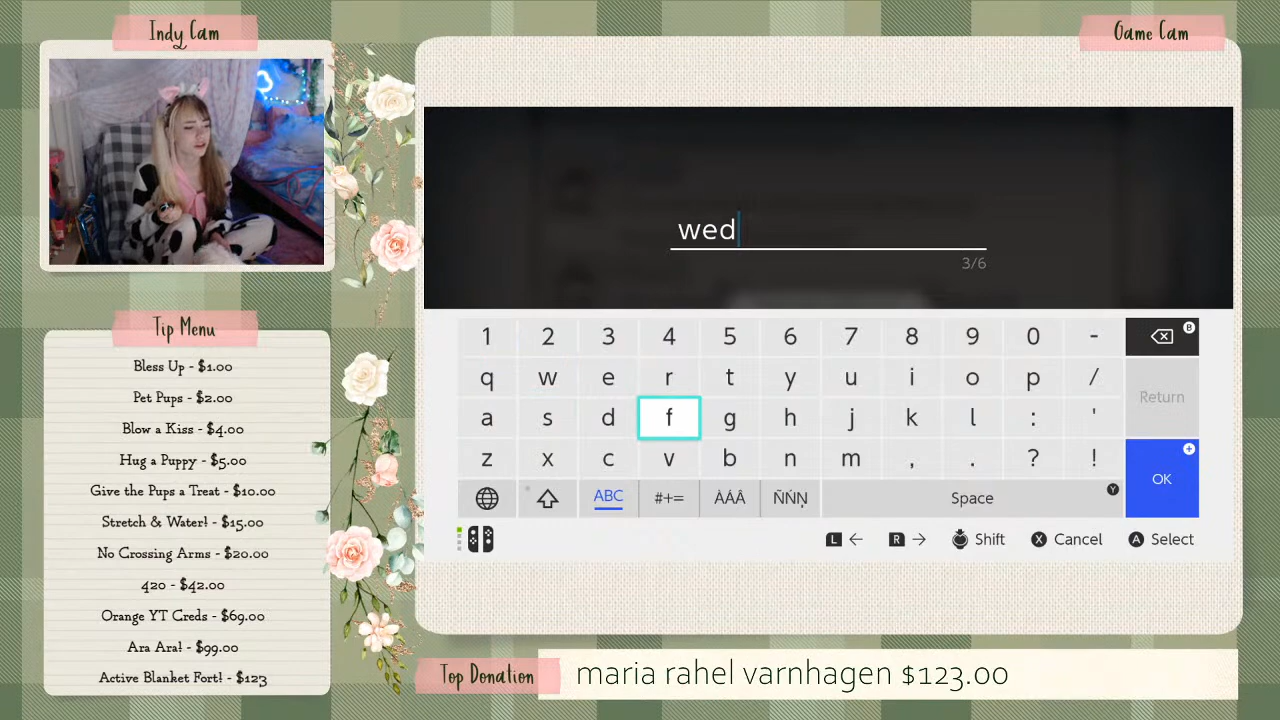 Indy Cam
Game Cam
wed
3/6
1 2 3 4 5 6 7 8 9 0 -
q w e r t y u i o p /
Return
a s d f g h j k l : '
z x c v b n m , . ? !
OK
ABC #+= ÀÁÂ ÑŃŅ Space Y
L ← R → Shift X Cancel A Select
B
Tip Menu
Bless Up - $1.00
Pet Pups - $2.00
Blow a Kiss - $4.00
Hug a Puppy - $5.00
Give the Pups a Treat - $10.00
Stretch & Water! - $15.00
No Crossing Arms - $20.00
420 - $42.00
Orange YT Creds - $69.00
Ara Ara! - $99.00
Active Blanket Fort! - $123
Top Donation
maria rahel varnhagen $123.00